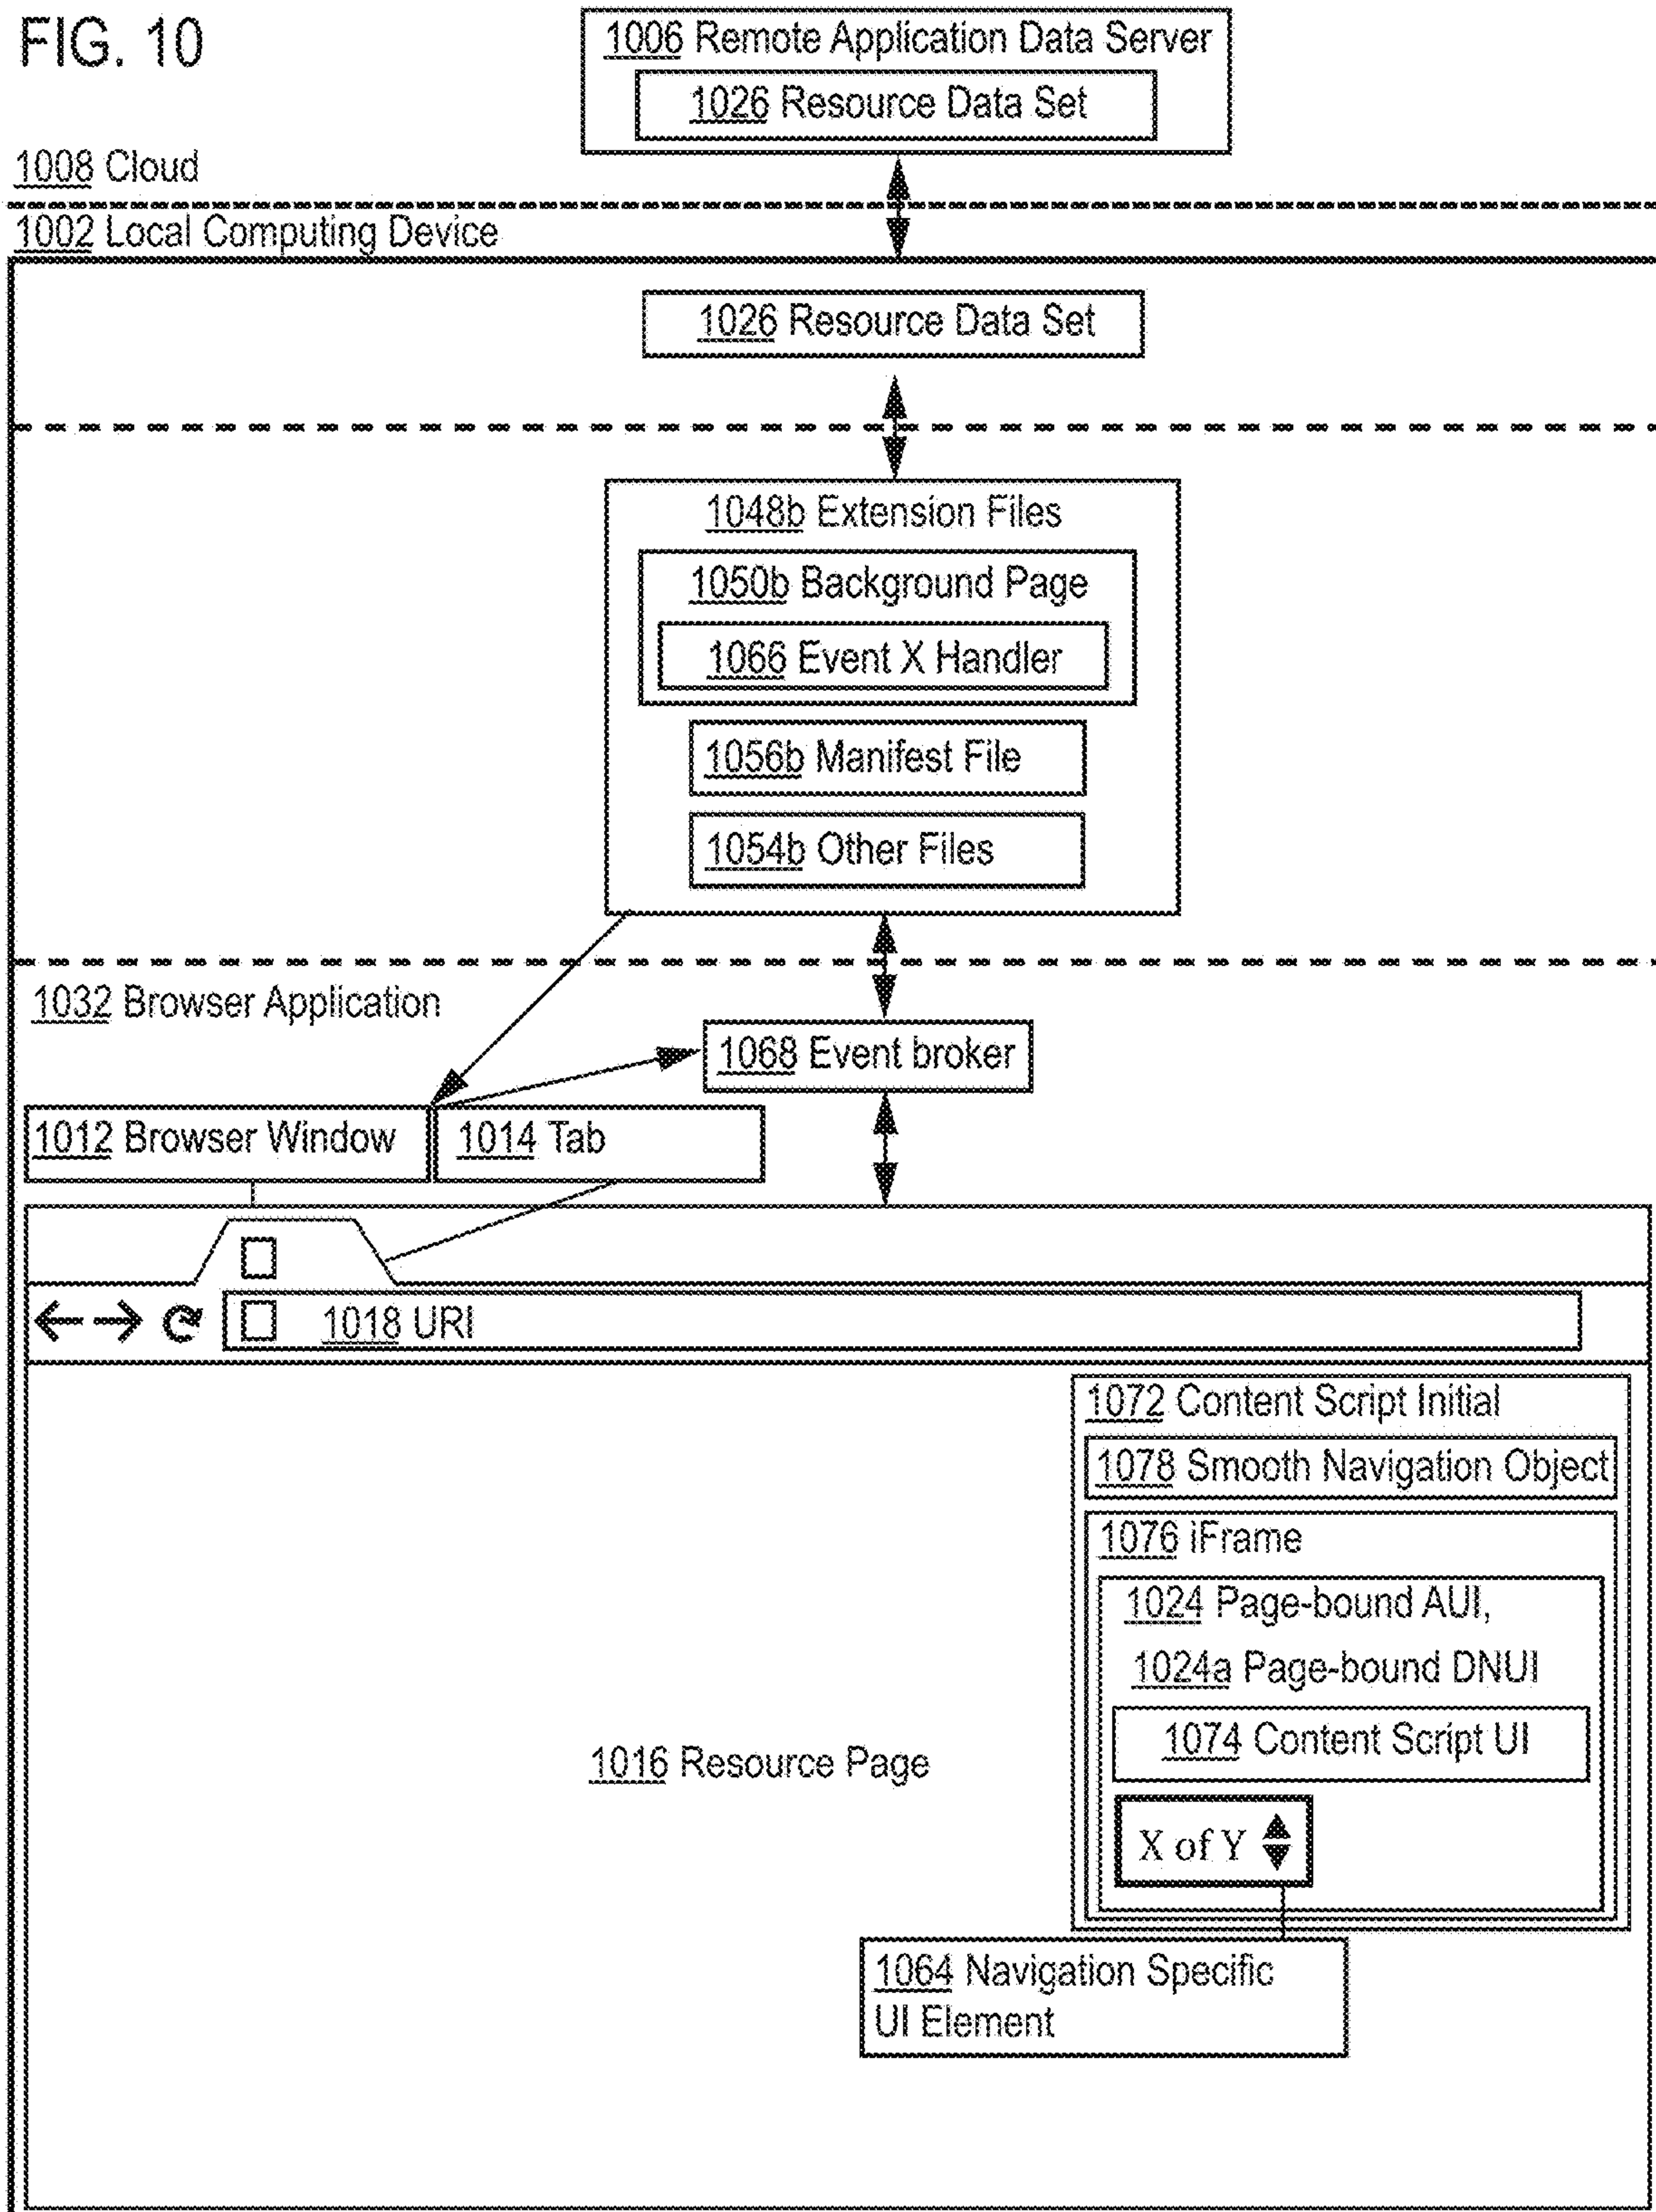 FIG. 10
1006 Remote Application Data Server
1026 Resource Data Set
1008 Cloud
1002 Local Computing Device
1026 Resource Data Set
1048b Extension Files
1050b Background Page
1066 Event X Handler
1056b Manifest File
1054b Other Files
1032 Browser Application
1068 Event broker
1012 Browser Window
1014 Tab
1018 URI
1072 Content Script Initial
1078 Smooth Navigation Object
1076 iFrame
1024 Page-bound AUI,
1024a Page-bound DNUI
1074 Content Script UI
1016 Resource Page
X of Y
1064 Navigation Specific
UI Element